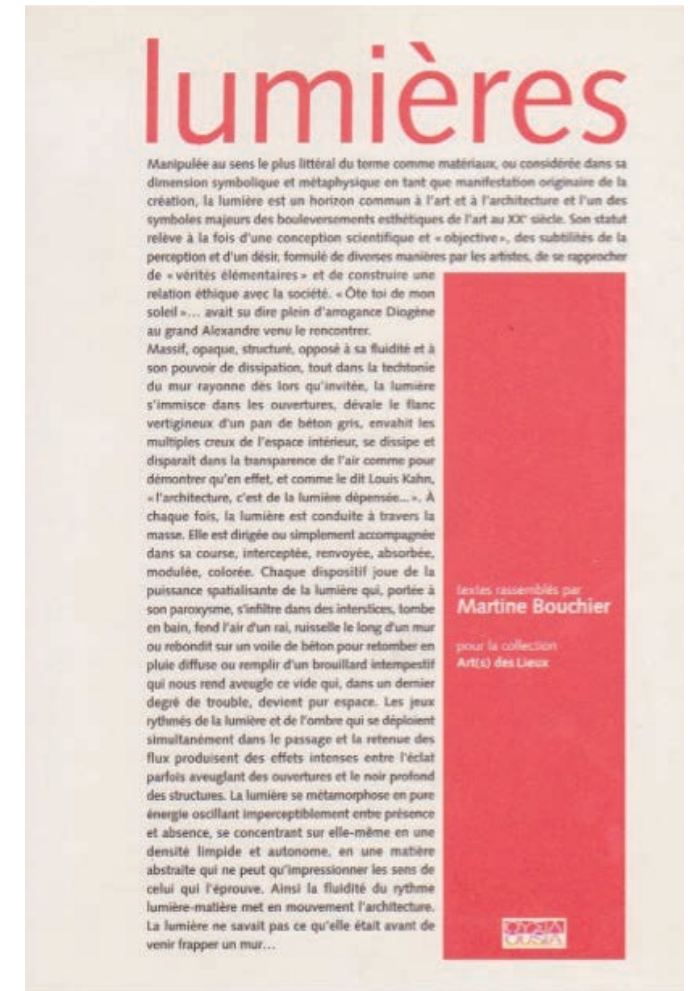 lumières
Manipulée au sens le plus littéral du terme comme matériaux, ou considérée dans sa
dimension symbolique et métaphysique en tant que manifestation originaire de la
création, la lumière est un horizon commun à l'art et à l'architecture et l'un des
symboles majeurs des bouleversements esthétiques de l'art au XXe siècle. Son statut
relève à la fois d'une conception scientifique et « objective », des subtilités de la
perception et d'un désir, formulé de diverses manières par les artistes, de se rapprocher
de « vérités élémentaires » et de construire une
relation éthique avec la société. « Ôte toi de mon
soleil »... avait su dire plein d'arrogance Diogène
au grand Alexandre venu le rencontrer.
Massif, opaque, structuré, opposé à sa fluidité et à
son pouvoir de dissipation, tout dans la techtonie
du mur rayonne dès lors qu'invitée, la lumière
s'immisce dans les ouvertures, dévale le flanc
vertigineux d'un pan de béton gris, envahit les
multiples creux de l'espace intérieur, se dissipe et
disparaît dans la transparence de l'air comme pour
démontrer qu'en effet, et comme le dit Louis Kahn,
« l'architecture, c'est de la lumière dépensée... ». À
chaque fois, la lumière est conduite à travers la
masse. Elle est dirigée ou simplement accompagnée
dans sa course, interceptée, renvoyée, absorbée,
modulée, colorée. Chaque dispositif joue de la
puissance spatialisante de la lumière qui, portée à
son paroxysme, s'infiltre dans des interstices, tombe
en bain, fend l'air d'un rai, ruisselle le long d'un mur
ou rebondit sur un voile de béton pour retomber en
pluie diffuse ou remplir d'un brouillard intempestif
qui nous rend aveugle ce vide qui, dans un dernier
degré de trouble, devient pur espace. Les jeux
rythmés de la lumière et de l'ombre qui se déploient
simultanément dans le passage et la retenue des
flux produisent des effets intenses entre l'éclat
parfois aveuglant des ouvertures et le noir profond
des structures. La lumière se métamorphose en pure
énergie oscillant imperceptiblement entre présence
et absence, se concentrant sur elle-même en une
densité limpide et autonome, en une matière
abstraite qui ne peut qu'impressionner les sens de
celui qui l'éprouve. Ainsi la fluidité du rythme
lumière-matière met en mouvement l'architecture.
La lumière ne savait pas ce qu'elle était avant de
venir frapper un mur...
textes rassemblés par
Martine Bouchier
pour la collection
Art(s) des Lieux
OUSIA